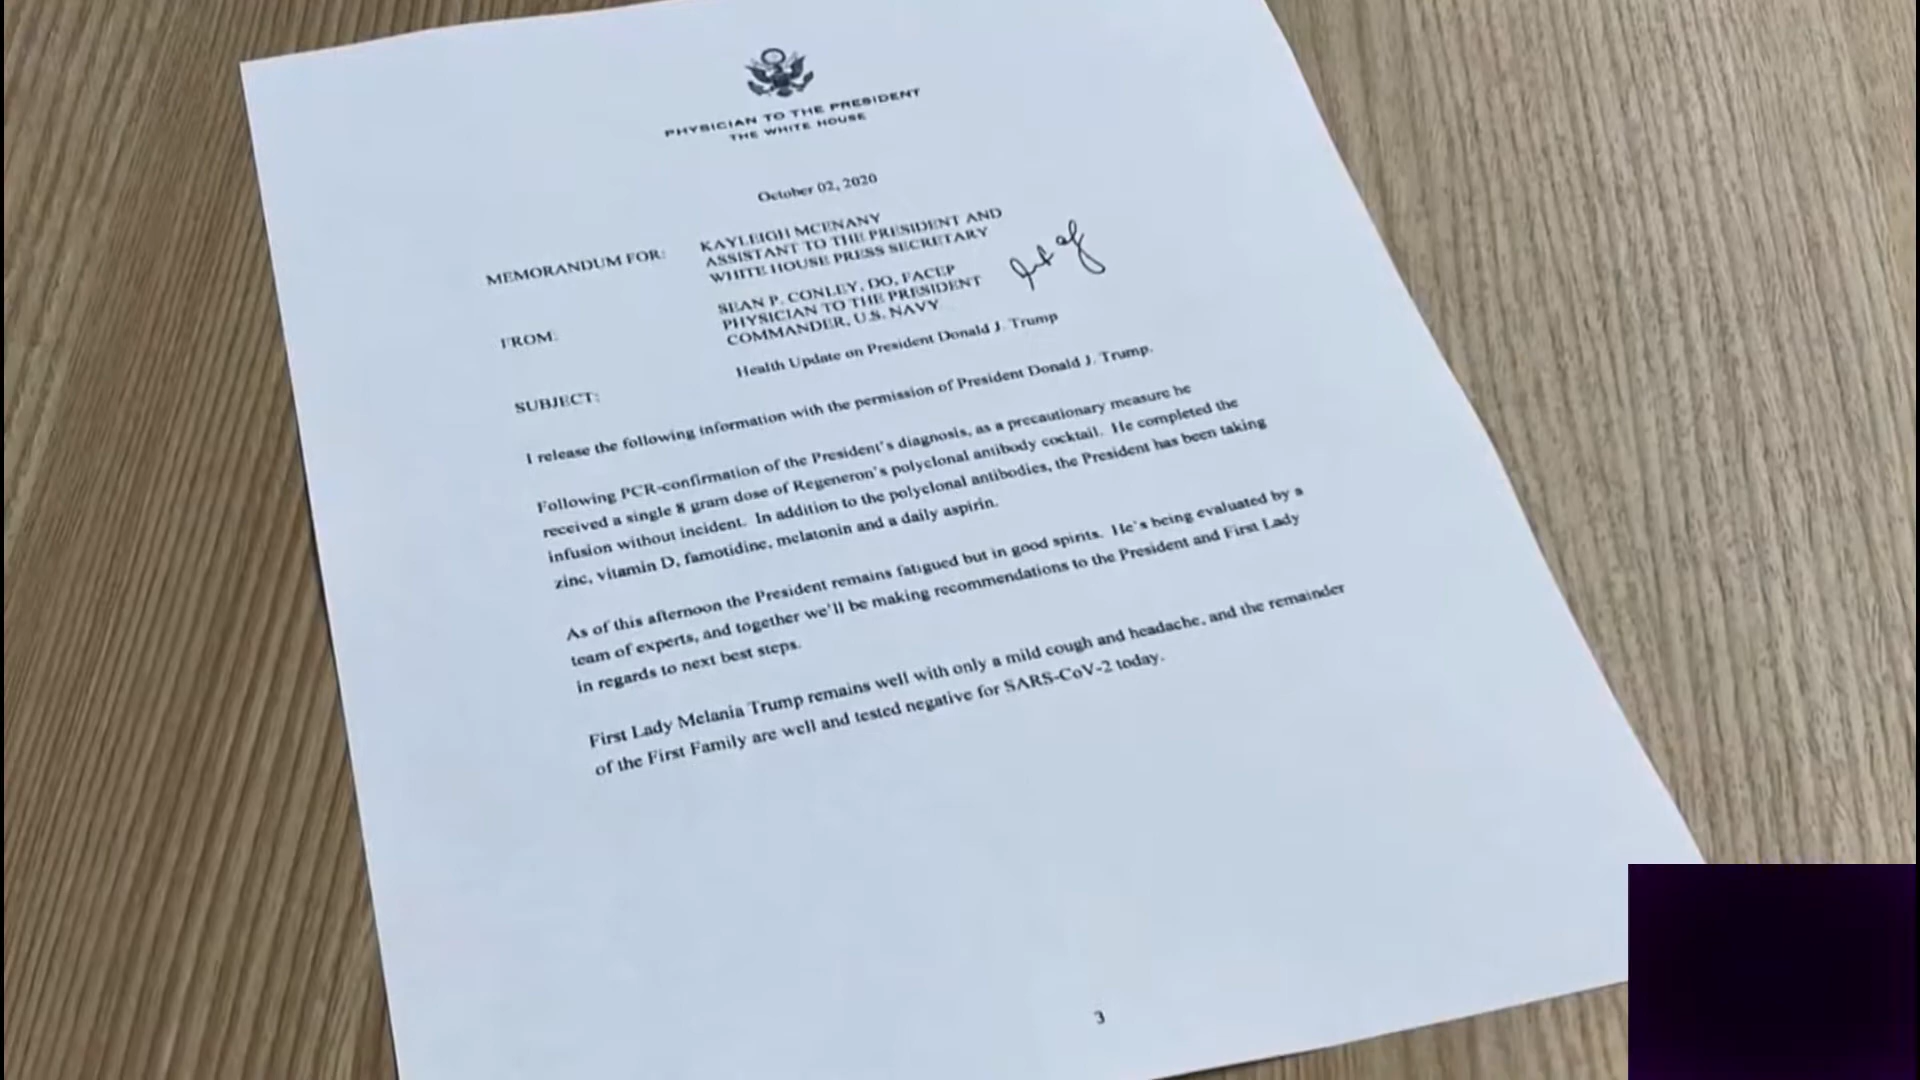 PHYSICIAN TO THE PRESIDENT
THE WHITE HOUSE
October 02, 2020
MEMORANDUM FOR:
KAYLEIGH MCENANY
ASSISTANT TO THE PRESIDENT AND
WHITE HOUSE PRESS SECRETARY
FROM:
SEAN P. CONLEY, DO, FACEP
PHYSICIAN TO THE PRESIDENT
COMMANDER, U.S. NAVY
SUBJECT:
Health Update on President Donald J. Trump
I release the following information with the permission of President Donald J. Trump.
Following PCR-confirmation of the President's diagnosis, as a precautionary measure he
received a single 8 gram dose of Regeneron's polyclonal antibody cocktail. He completed the
infusion without incident. In addition to the polyclonal antibodies, the President has been taking
zinc, vitamin D, famotidine, melatonin and a daily aspirin.
As of this afternoon the President remains fatigued but in good spirits. He's being evaluated by a
team of experts, and together we'll be making recommendations to the President and First Lady
in regards to next best steps.
First Lady Melania Trump remains well with only a mild cough and headache, and the remainder
of the First Family are well and tested negative for SARS-CoV-2 today.
3